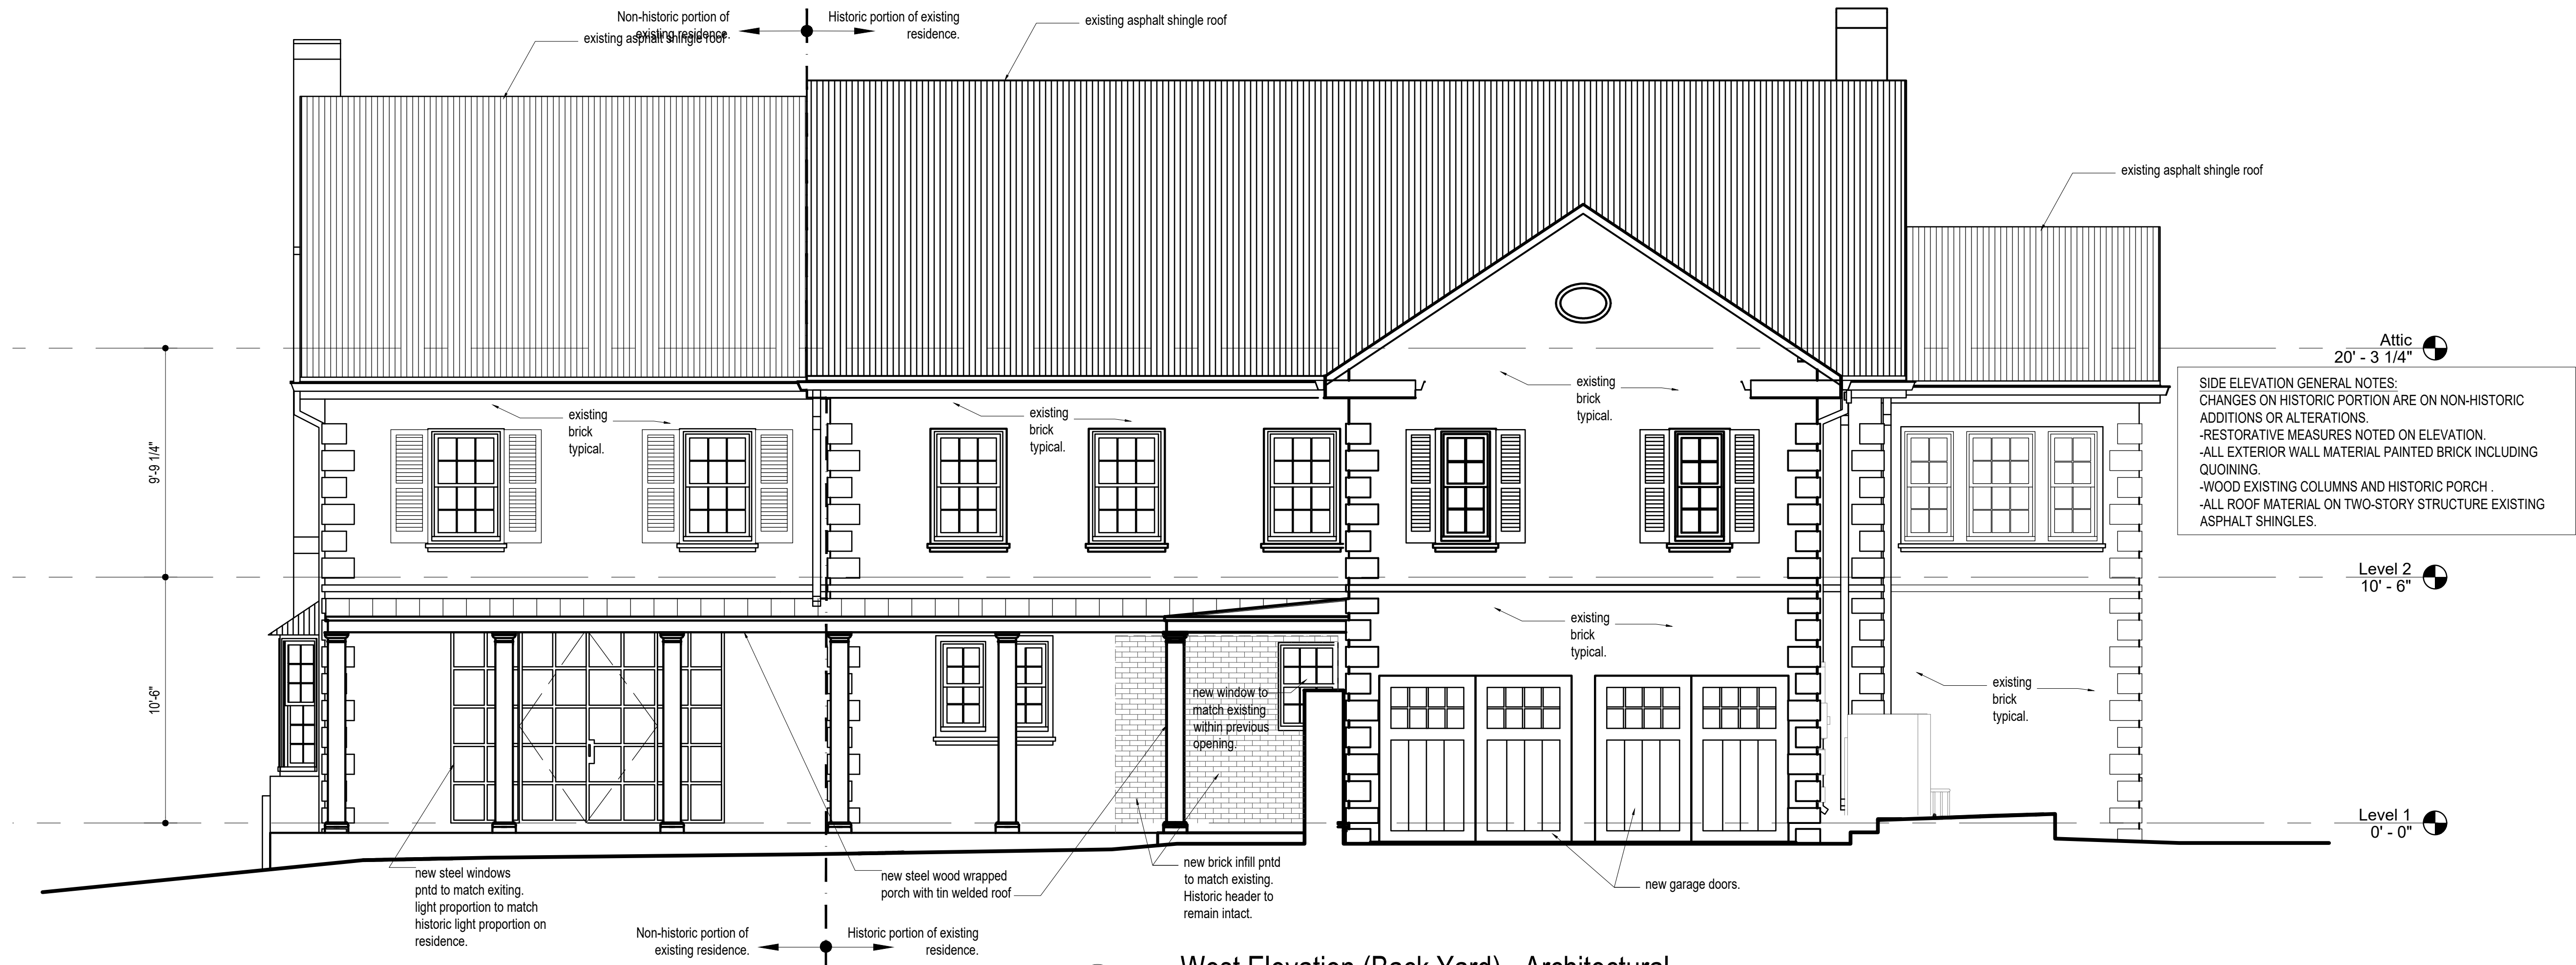 Non-historic portion of
existing residence.
Historic portion of existing
residence.
existing asphalt shingle roof
existing asphalt shingle roof
existing asphalt shingle roof
Attic
20' - 3 1/4"
SIDE ELEVATION GENERAL NOTES:
CHANGES ON HISTORIC PORTION ARE ON NON-HISTORIC
ADDITIONS OR ALTERATIONS.
-RESTORATIVE MEASURES NOTED ON ELEVATION.
-ALL EXTERIOR WALL MATERIAL PAINTED BRICK INCLUDING
QUOINING.
-WOOD EXISTING COLUMNS AND HISTORIC PORCH .
-ALL ROOF MATERIAL ON TWO-STORY STRUCTURE EXISTING
ASPHALT SHINGLES.
existing
brick
typical.
existing
brick
typical.
existing
brick
typical.
9'-9 1/4"
Level 2
10' - 6"
existing
brick
typical.
10'-6"
new window to
match existing
within previous
opening.
existing
brick
typical.
Level 1
0' - 0"
new steel windows
pntd to match exiting.
light proportion to match
historic light proportion on
residence.
new steel wood wrapped
porch with tin welded roof
new brick infill pntd
to match existing.
Historic header to
remain intact.
new garage doors.
Non-historic portion of
existing residence.
Historic portion of existing
residence.
West Elevation (Back Yard) - Architectural